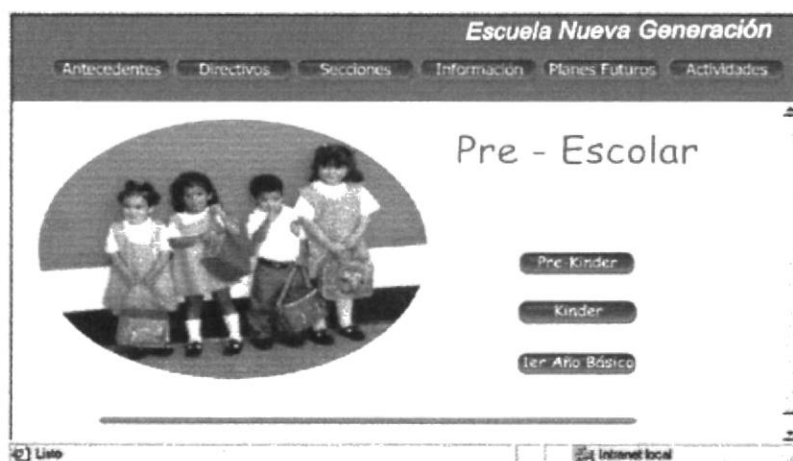 Escuela Nueva Generación
Antecedentes Directivos Secciones Información Planes Futuros Actividades
Pre - Escolar
Pre-Kinder
Kinder
1er Año Básico
Listo Intranet local